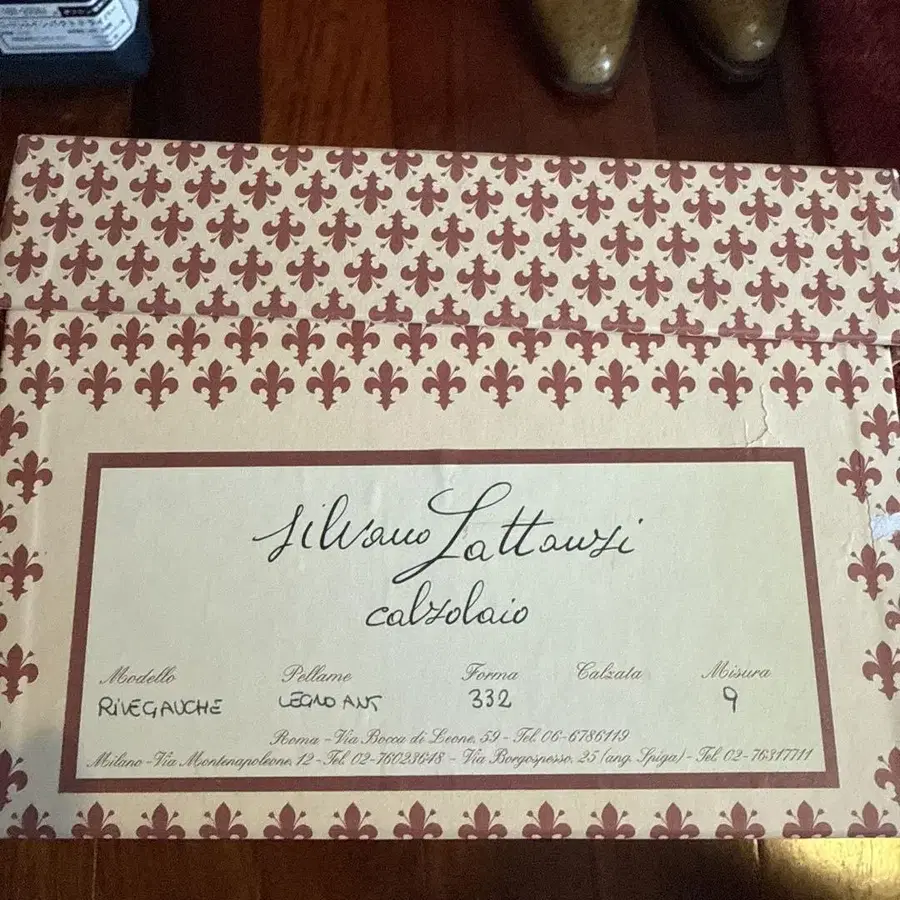 Silvano Lattanzi
calzolaio
Modello Pellame Forma Calzata Misura
RIVEGAUCHE LEGNO ANT 332 9
Roma - Via Bocca di Leone, 59 - Tel. 06-6786119
Milano - Via Montenapoleone, 12 - Tel. 02-76023648 - Via Borgospesso, 25 (ang. Spiga) - Tel. 02-76317711